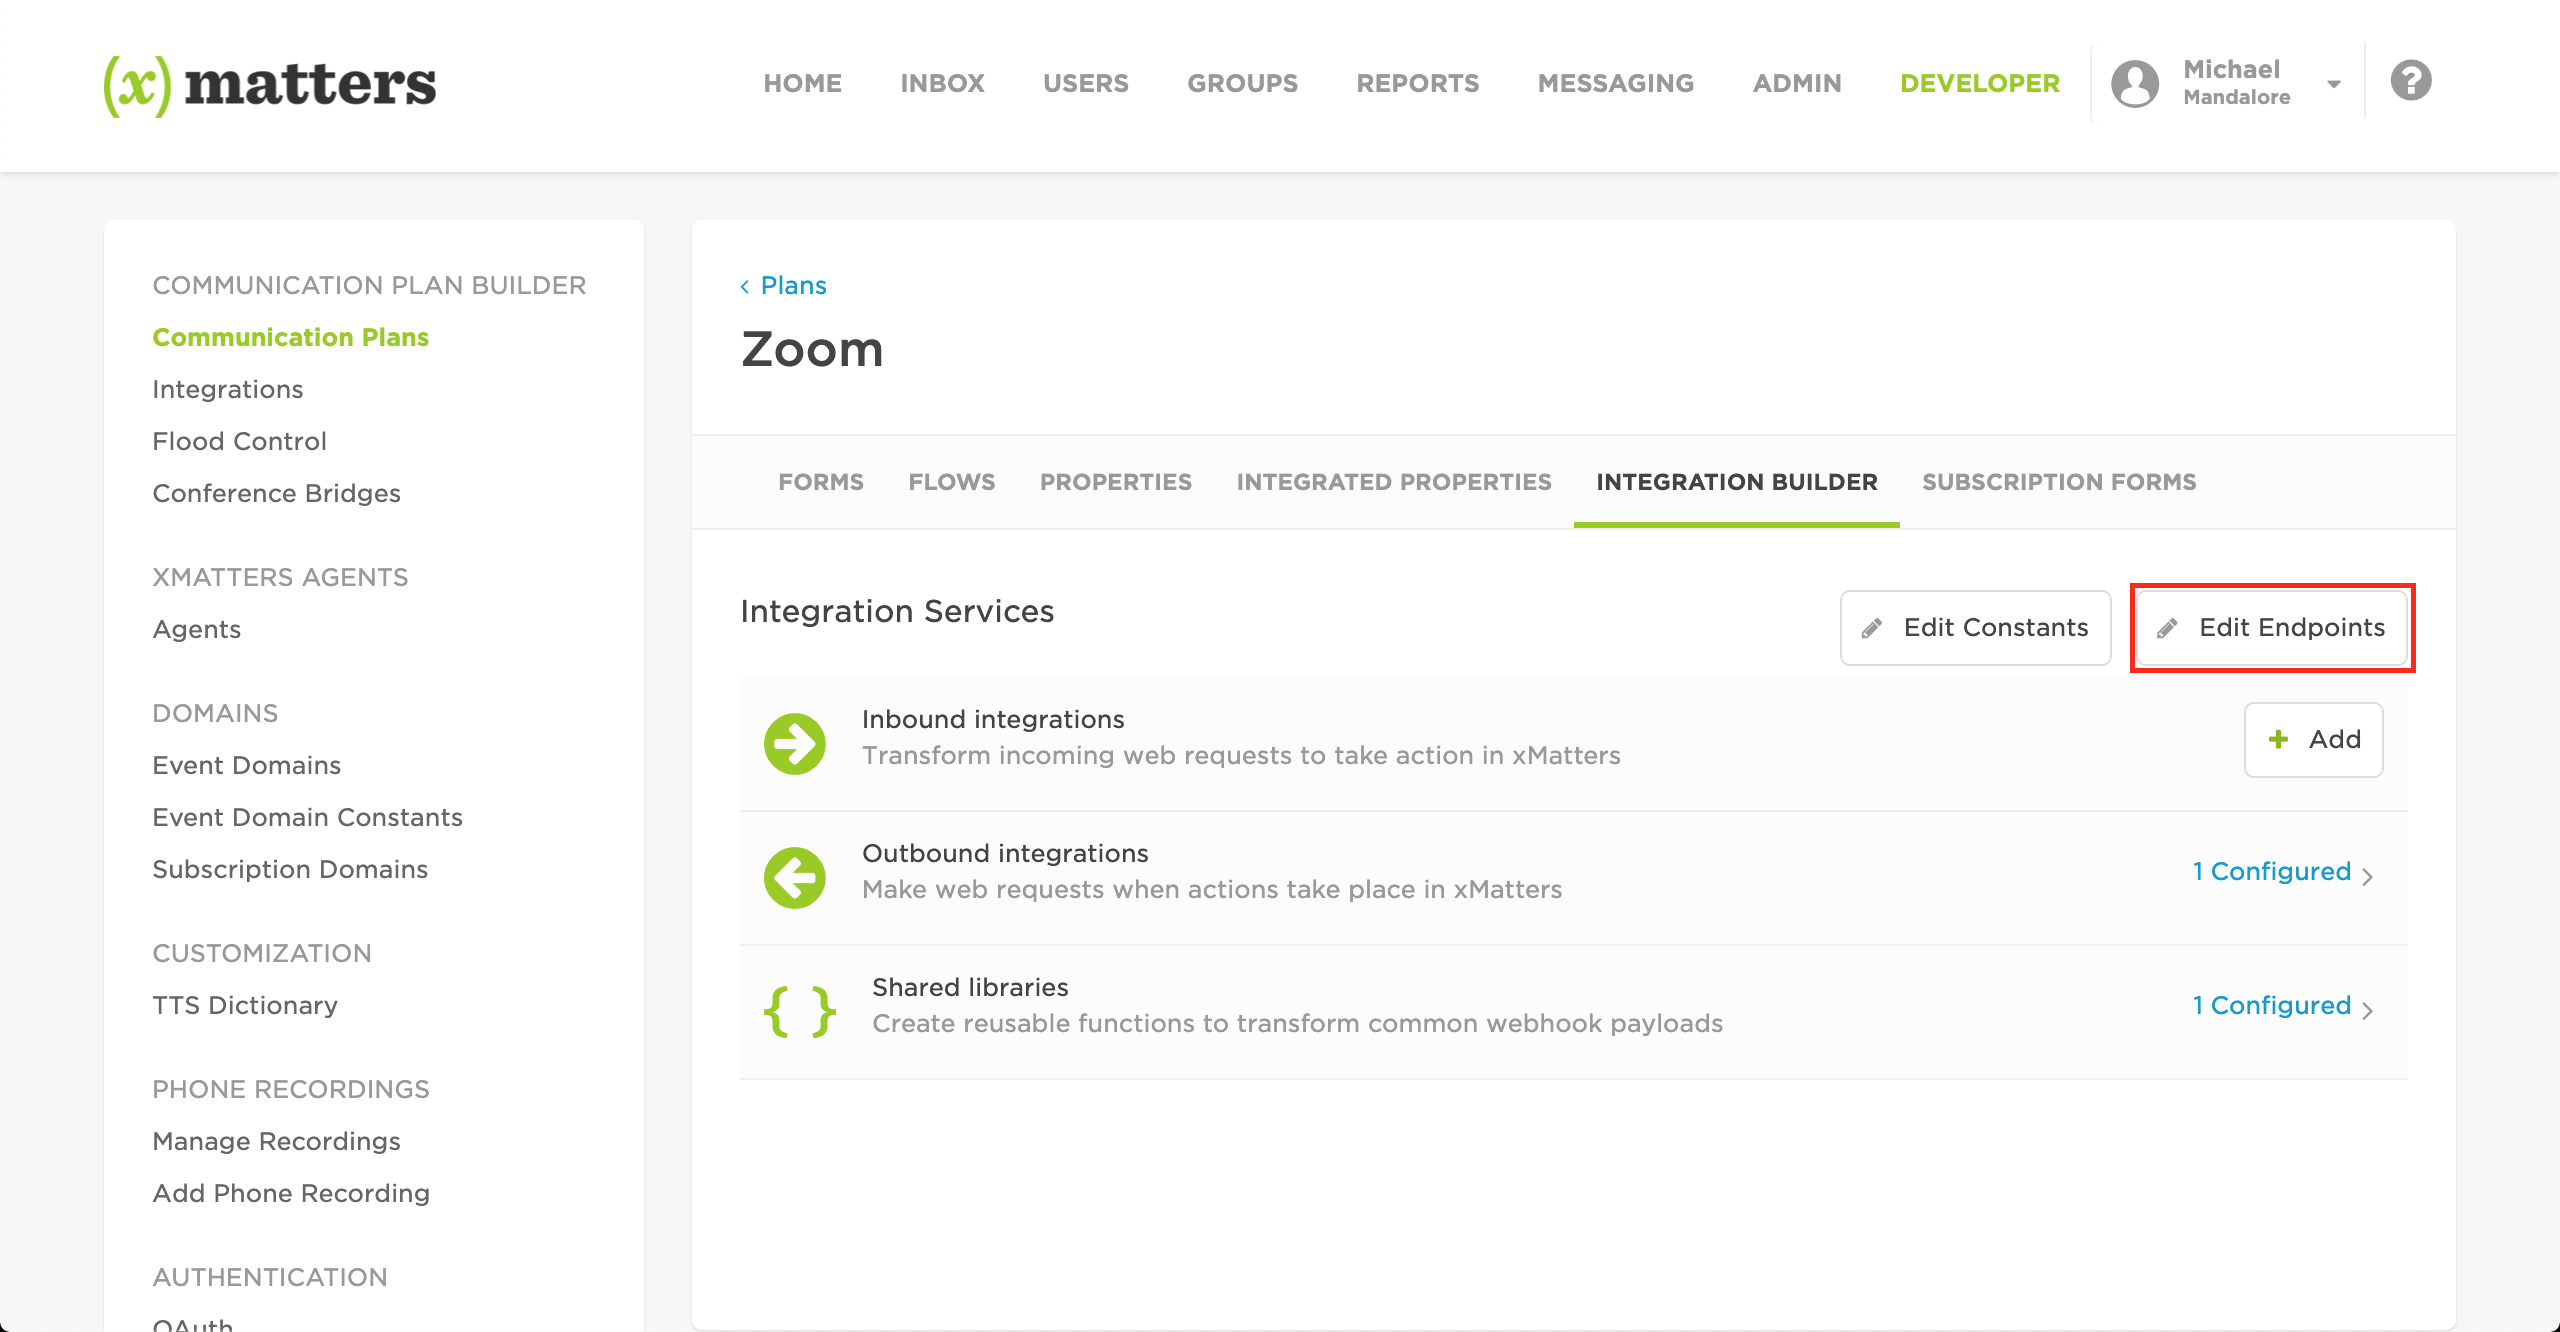 (x) matters
HOME INBOX USERS GROUPS REPORTS MESSAGING ADMIN DEVELOPER
Michael
Mandalore
?
COMMUNICATION PLAN BUILDER
Communication Plans
Integrations
Flood Control
Conference Bridges
XMATTERS AGENTS
Agents
DOMAINS
Event Domains
Event Domain Constants
Subscription Domains
CUSTOMIZATION
TTS Dictionary
PHONE RECORDINGS
Manage Recordings
Add Phone Recording
AUTHENTICATION
OAuth
< Plans
Zoom
FORMS FLOWS PROPERTIES INTEGRATED PROPERTIES INTEGRATION BUILDER SUBSCRIPTION FORMS
Integration Services
Edit Constants
Edit Endpoints
Inbound integrations
Transform incoming web requests to take action in xMatters
+ Add
Outbound integrations
Make web requests when actions take place in xMatters
1 Configured >
{ } Shared libraries
Create reusable functions to transform common webhook payloads
1 Configured >